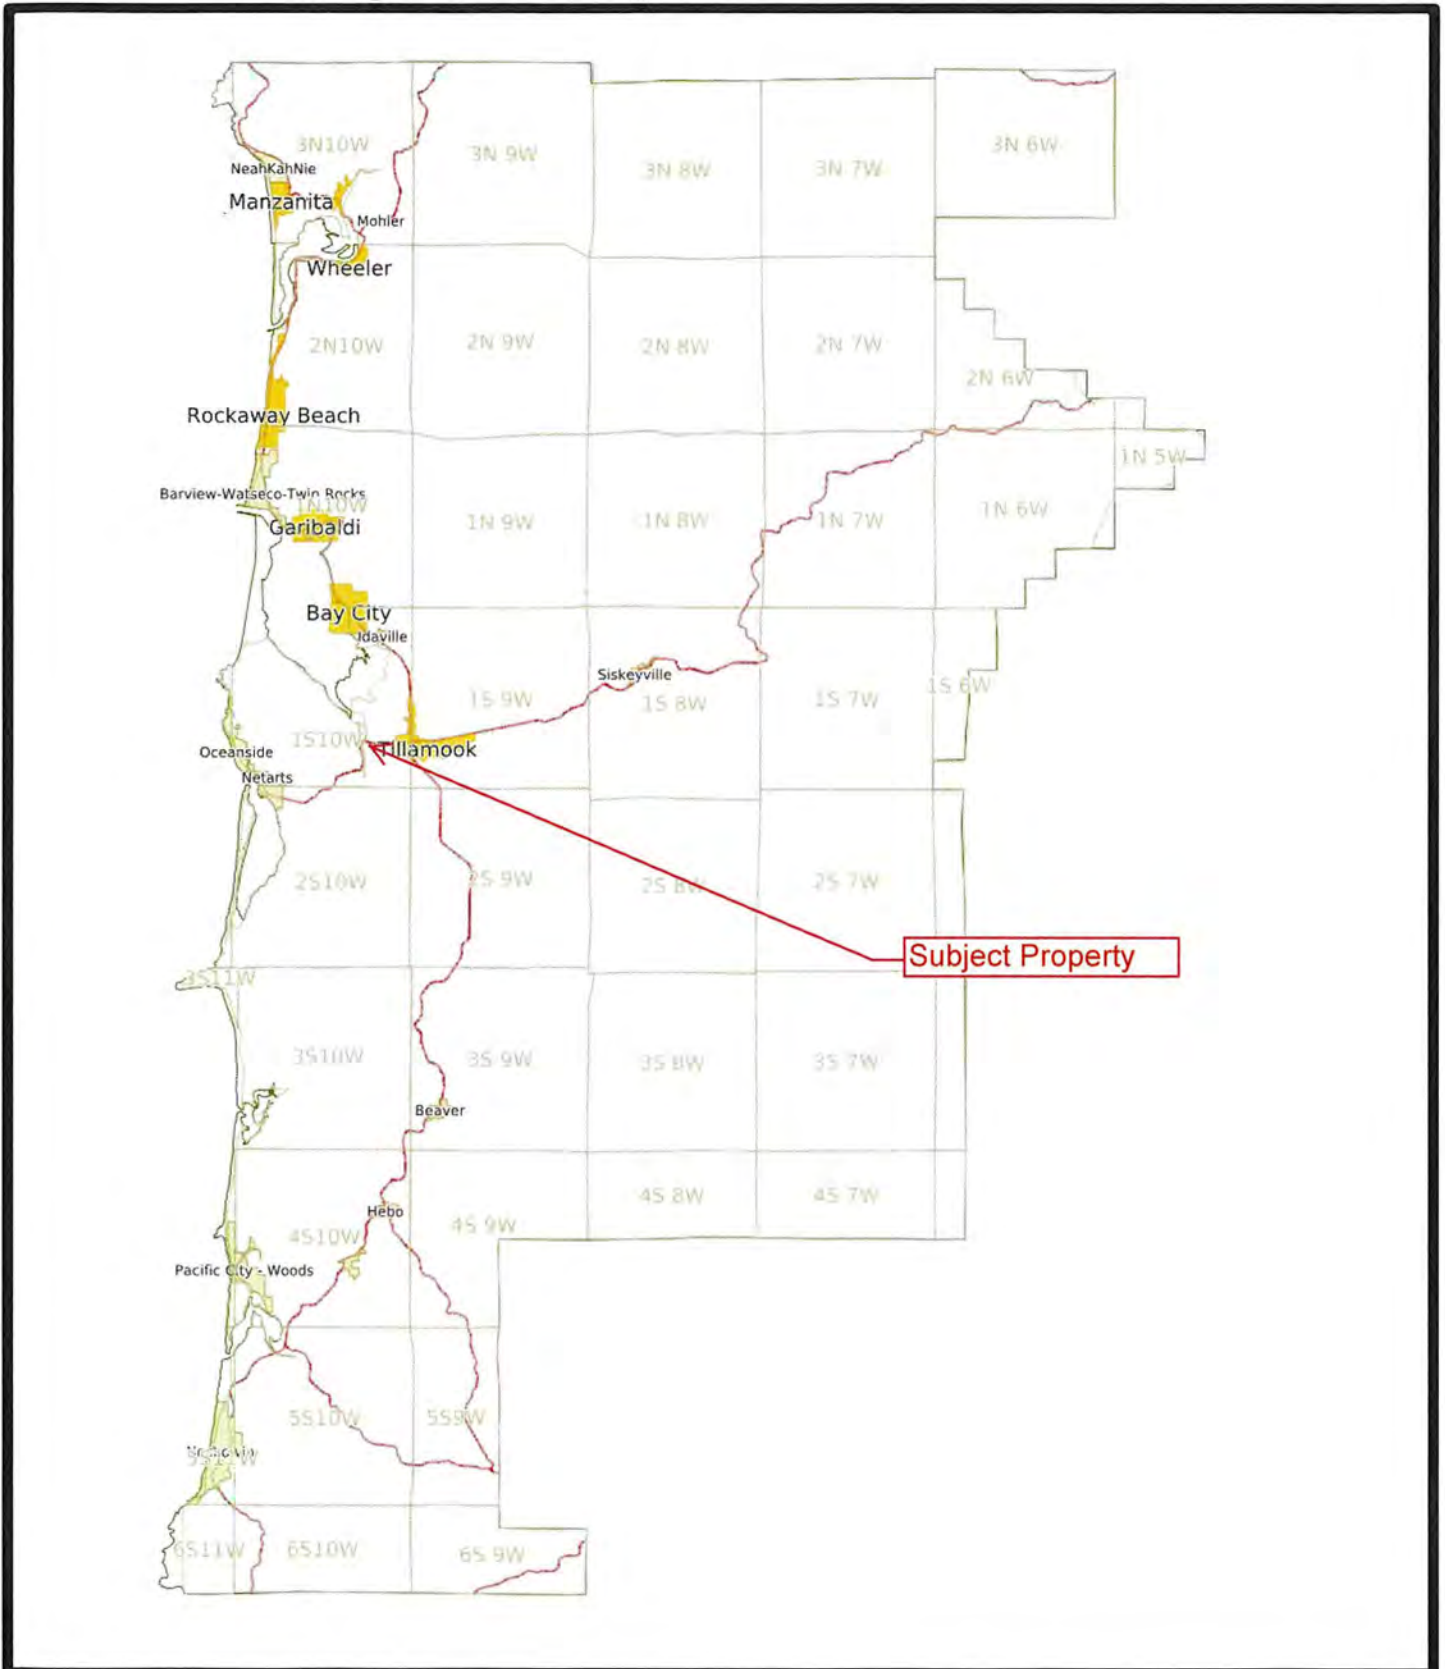 3N10W
3N 9W
3N 8W
3N 7W
3N 6W
NeahKahNie
Manzanita
Mohler
Wheeler
2N10W
2N 9W
2N 8W
2N 7W
2N 6W
Rockaway Beach
1N 5W
Barview-Watseco-Twin Rocks
1N10W
Garibaldi
1N 9W
1N 8W
1N 7W
1N 6W
Bay City
Idaville
Siskeyville
1S 9W
1S 8W
1S 7W
1S 6W
1S10W
Tillamook
Oceanside
Netarts
2S10W
2S 9W
2S 8W
2S 7W
Subject Property
3S11W
3S10W
3S 9W
3S 8W
3S 7W
Beaver
4S 8W
4S 7W
Hebo
4S10W
4S 9W
Pacific City - Woods
5S10W
5S9W
5S11W
6S11W
6S10W
6S 9W